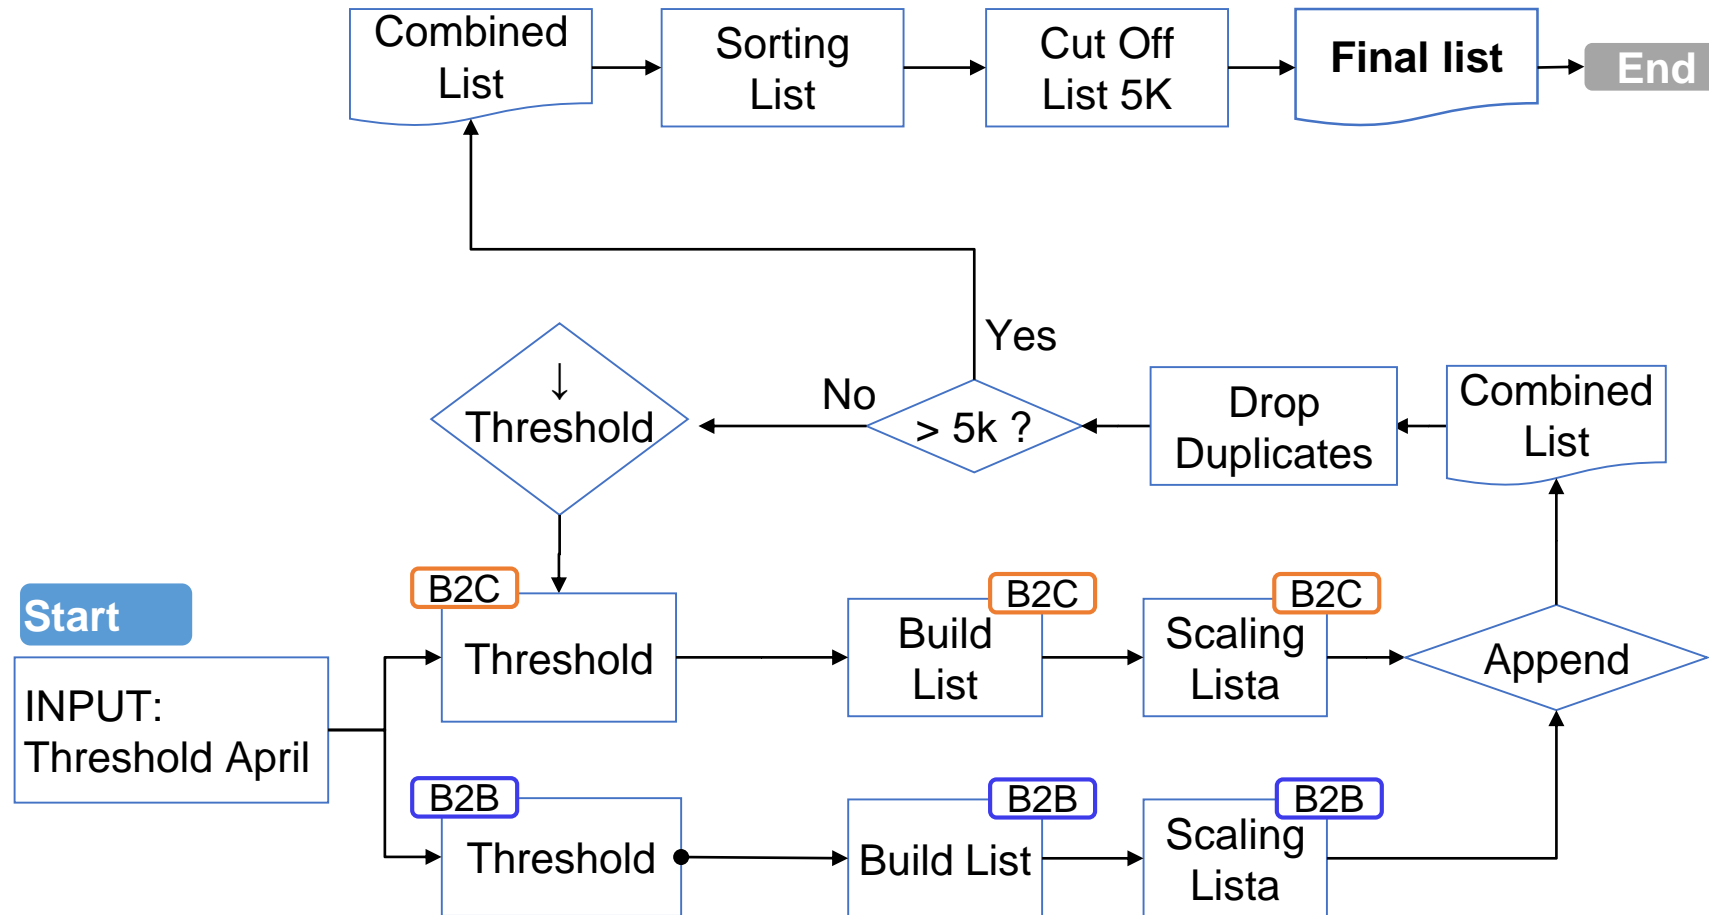 Combined
List
Sorting
List
Cut Off
List 5K
Final list
End
Yes
No
↓
Threshold
> 5k ?
Drop
Duplicates
Combined
List
Start
INPUT:
Threshold April
B2C
Threshold
B2C
Build
List
B2C
Scaling
Lista
Append
B2B
Threshold
B2B
Build List
B2B
Scaling
Lista